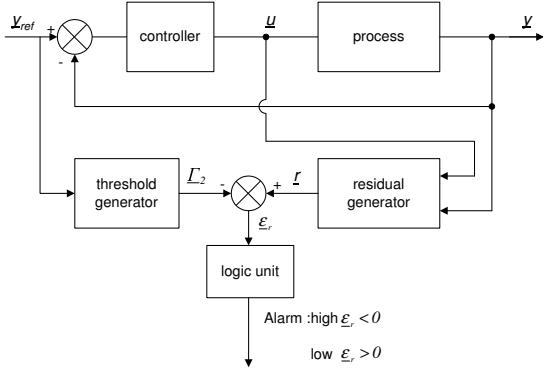 y_ref + - controller u process y
threshold generator Γ_2 - + r residual generator
ε_r
logic unit
Alarm :high ε_r < 0
low ε_r > 0